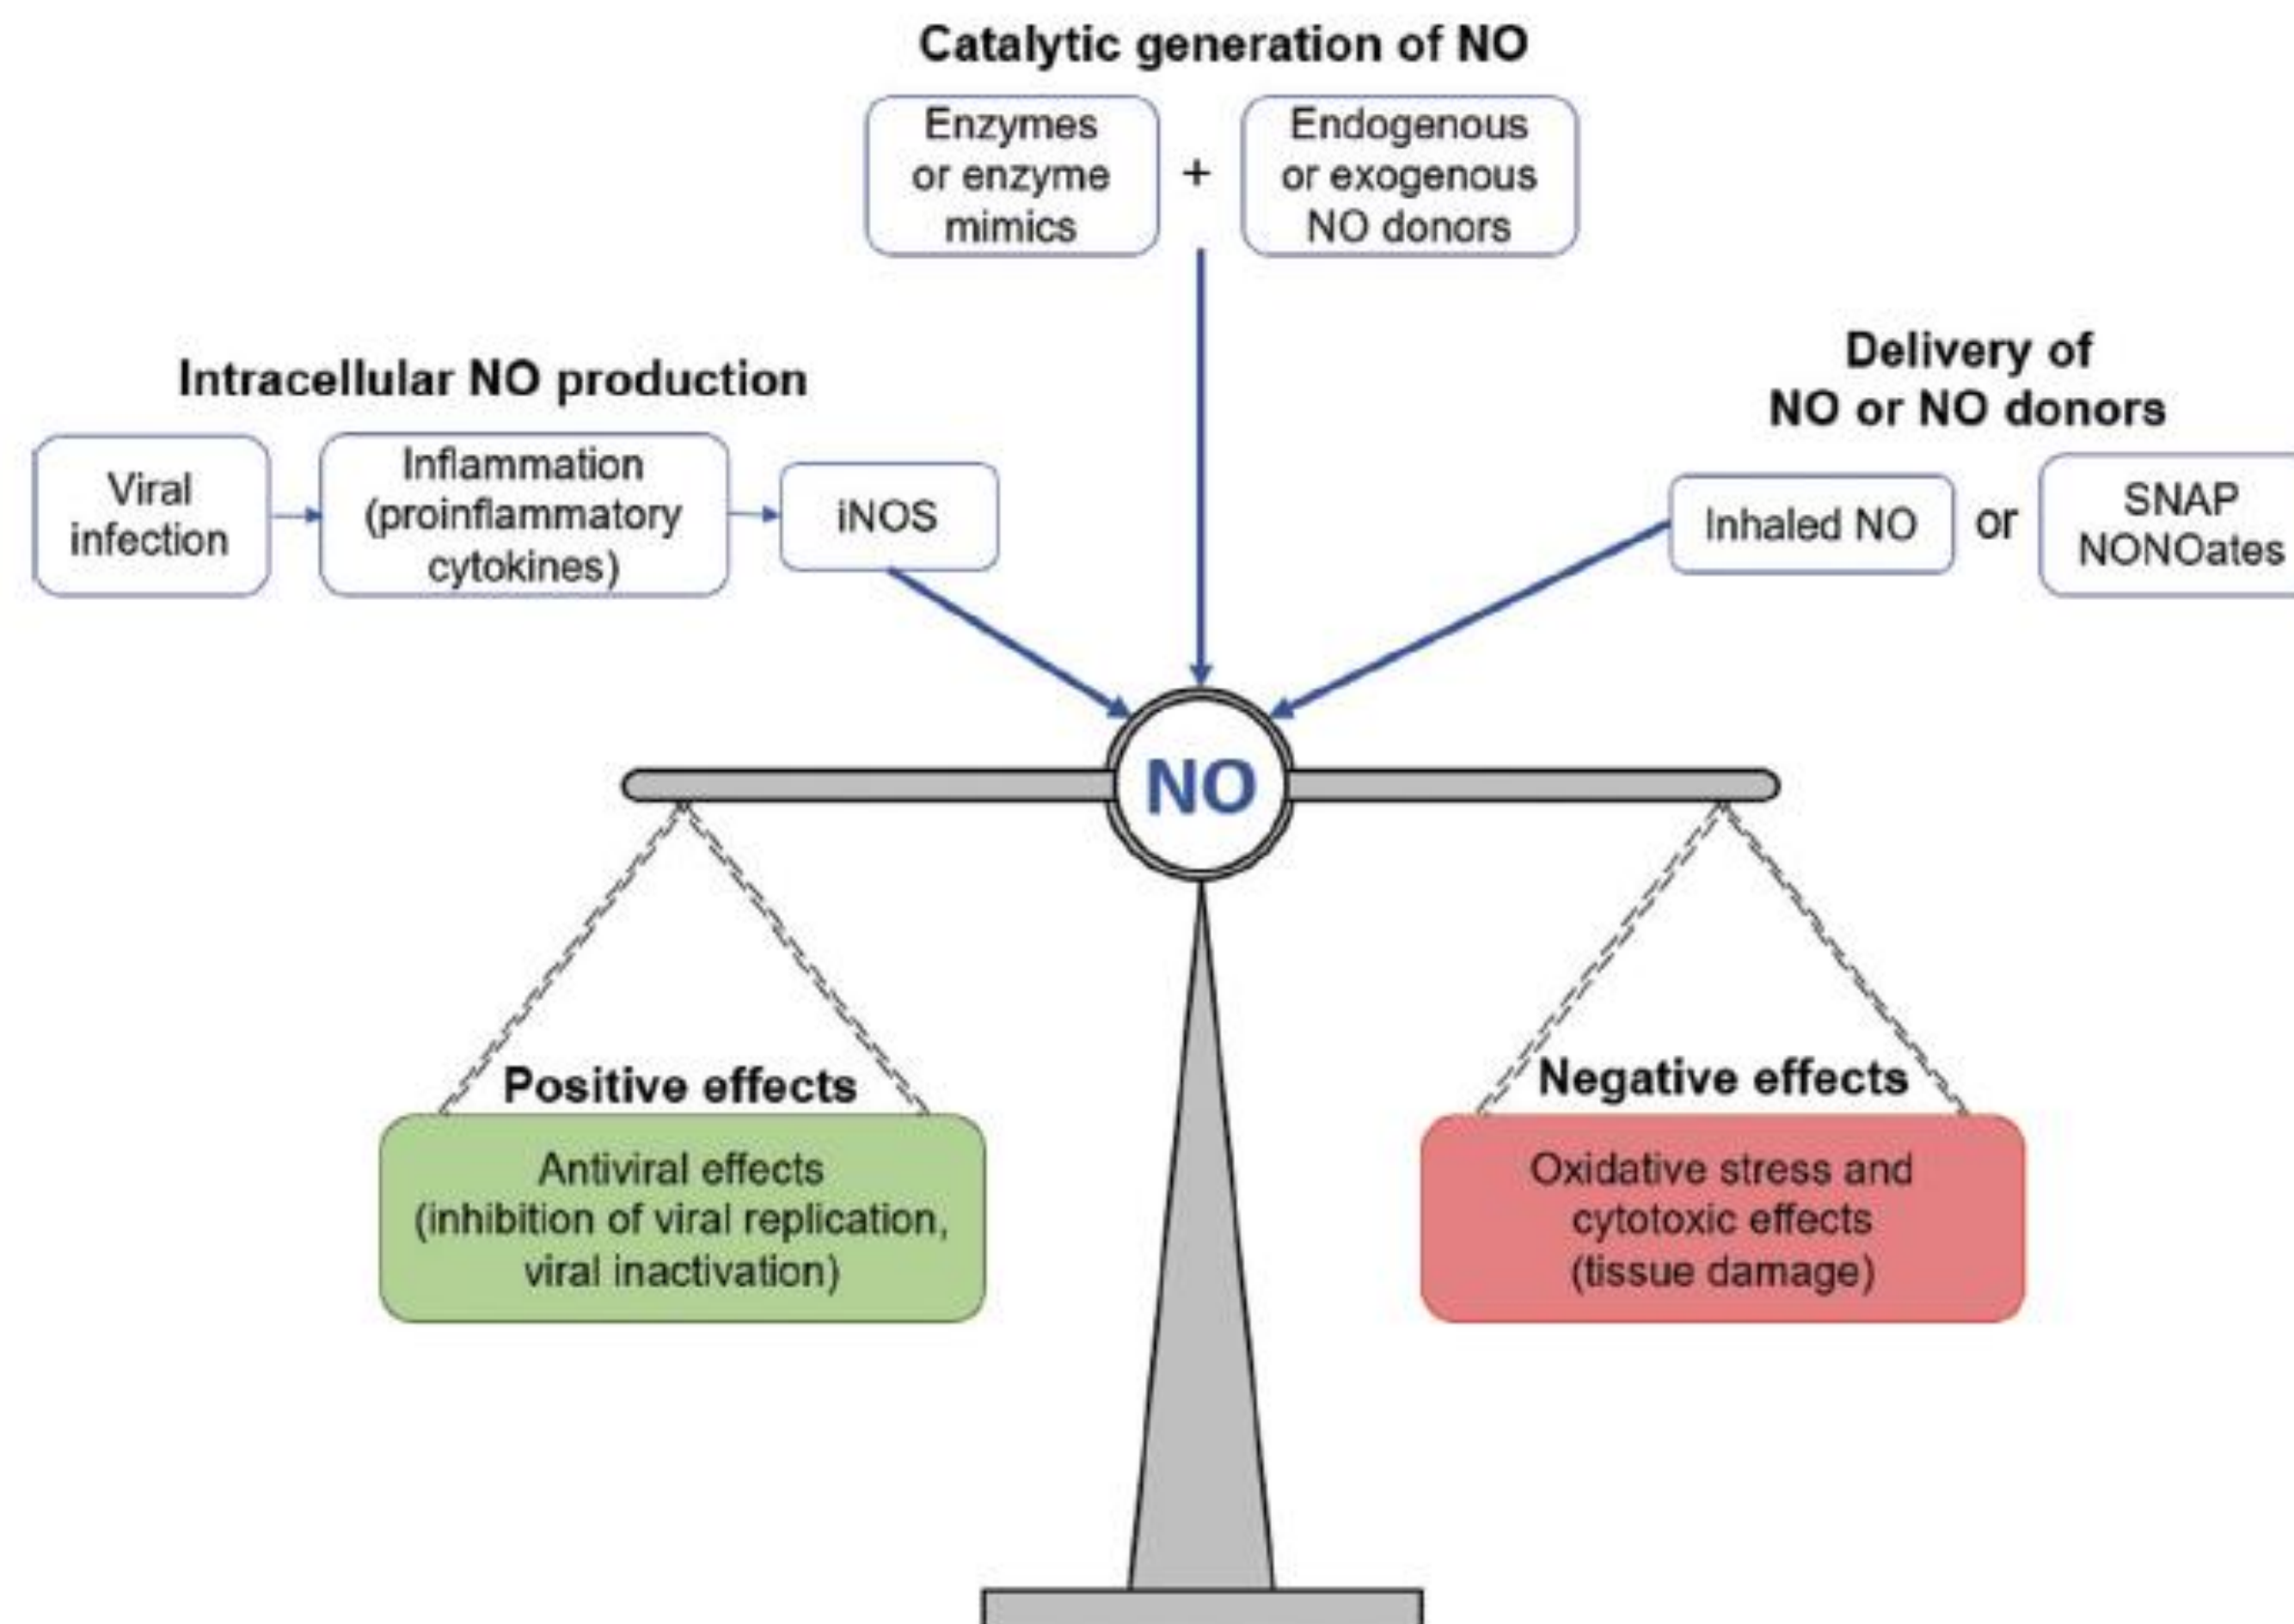 Catalytic generation of NO
Enzymes
or enzyme
mimics
+
Endogenous
or exogenous
NO donors
Intracellular NO production
Viral
infection
Inflammation
(proinflammatory
cytokines)
iNOS
Delivery of
NO or NO donors
Inhaled NO
or
SNAP
NONOates
NO
Positive effects
Antiviral effects
(inhibition of viral replication,
viral inactivation)
Negative effects
Oxidative stress and
cytotoxic effects
(tissue damage)